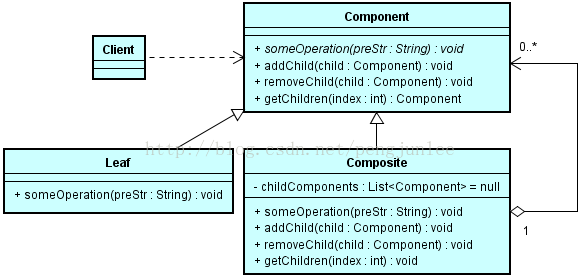 Component
+ someOperation(preStr : String) : void
+ addChild(child : Component) : void
+ removeChild(child : Component) : void
+ getChildren(index : int) : Component
Client
0..*
http://blog.csdn.net/pengjunlee
Leaf
+ someOperation(preStr : String) : void
Composite
- childComponents : List<Component> = null
+ someOperation(preStr : String) : void
+ addChild(child : Component) : void
+ removeChild(child : Component) : void
+ getChildren(index : int) : void
1